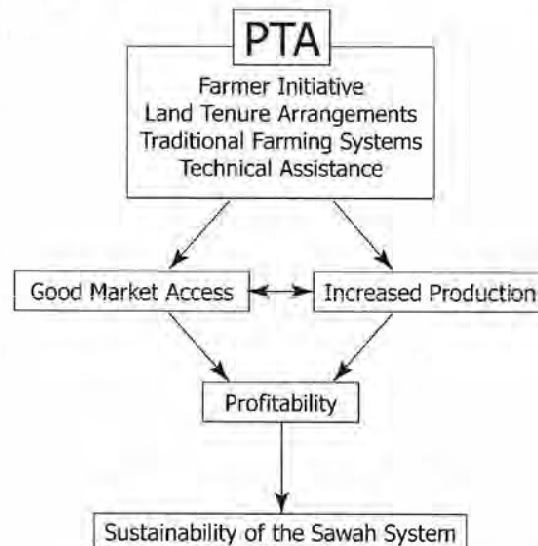 PTA
Farmer Initiative
Land Tenure Arrangements
Traditional Farming Systems
Technical Assistance
Good Market Access
Increased Production
Profitability
Sustainability of the Sawah System